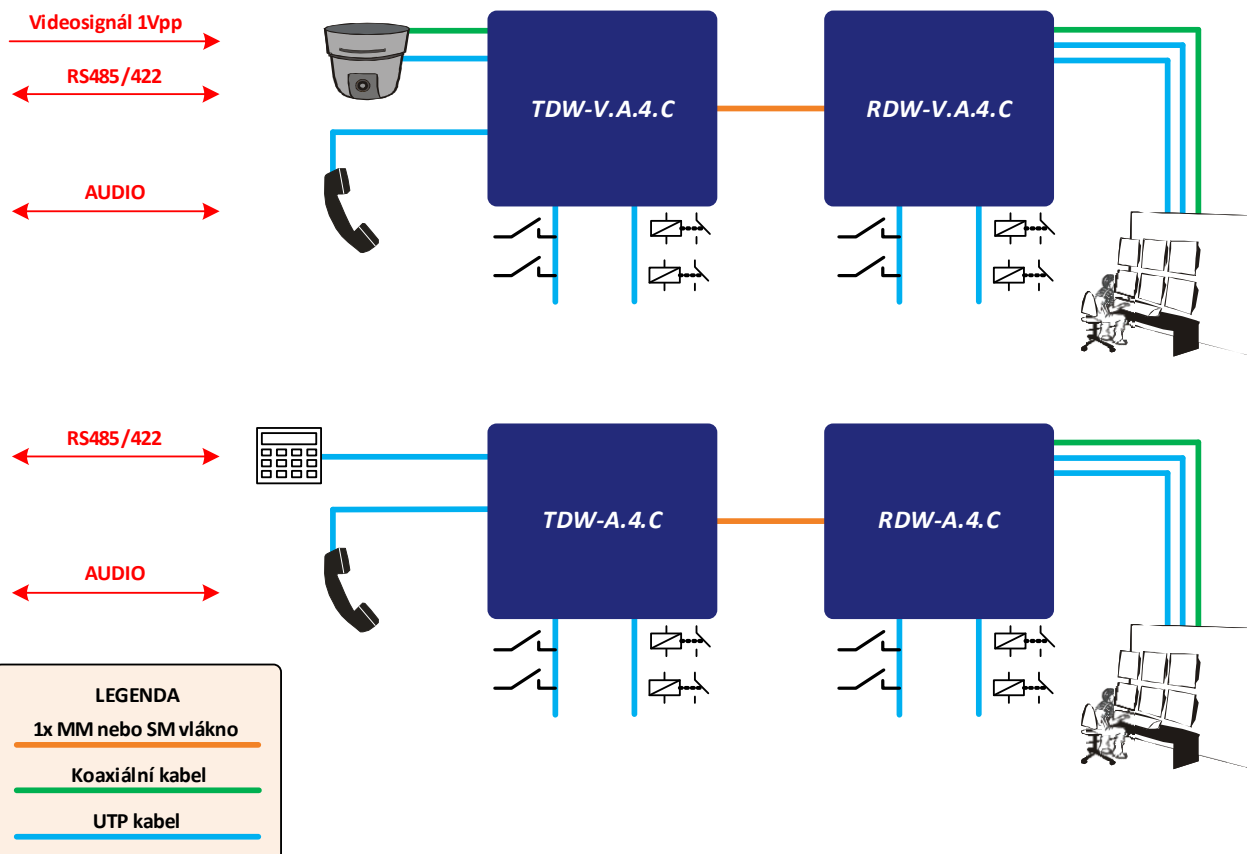 Videosignál 1Vpp
RS485/422
AUDIO
TDW-V.A.4.C
RDW-V.A.4.C
RS485/422
AUDIO
TDW-A.4.C
RDW-A.4.C
LEGENDA
1x MM nebo SM vlákno
Koaxiální kabel
UTP kabel